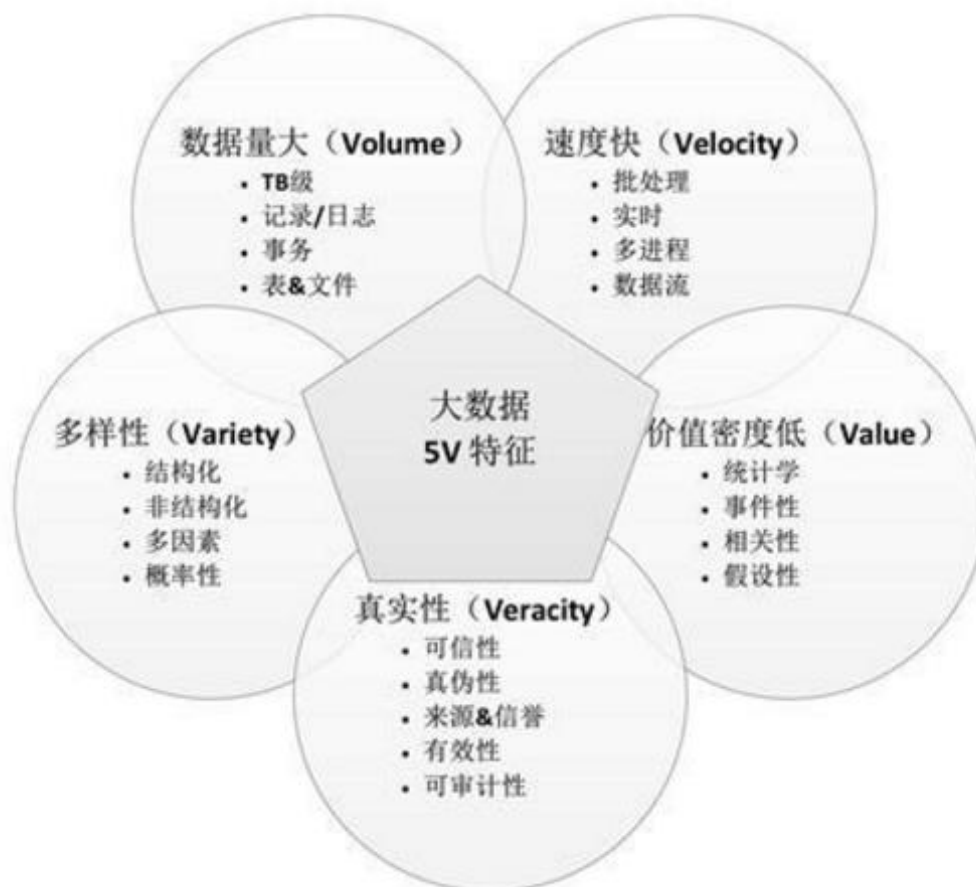 数据量大（Volume）
• TB级
• 记录/日志
• 事务
• 表&文件
速度快（Velocity）
• 批处理
• 实时
• 多进程
• 数据流
大数据
5V 特征
多样性（Variety）
• 结构化
• 非结构化
• 多因素
• 概率性
价值密度低（Value）
• 统计学
• 事件性
• 相关性
• 假设性
真实性（Veracity）
• 可信性
• 真伪性
• 来源&信誉
• 有效性
• 可审计性